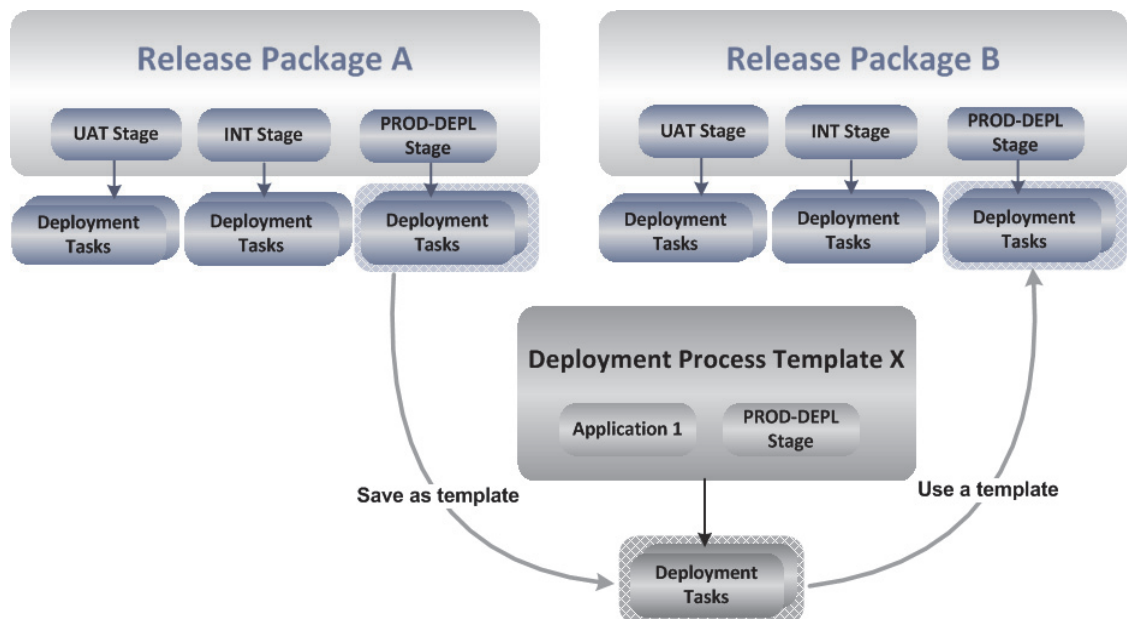 Release Package A
UAT Stage
INT Stage
PROD-DEPL
Stage
Deployment
Tasks
Deployment
Tasks
Deployment
Tasks
Release Package B
UAT Stage
INT Stage
PROD-DEPL
Stage
Deployment
Tasks
Deployment
Tasks
Deployment
Tasks
Deployment Process Template X
Application 1
PROD-DEPL
Stage
Save as template
Use a template
Deployment
Tasks